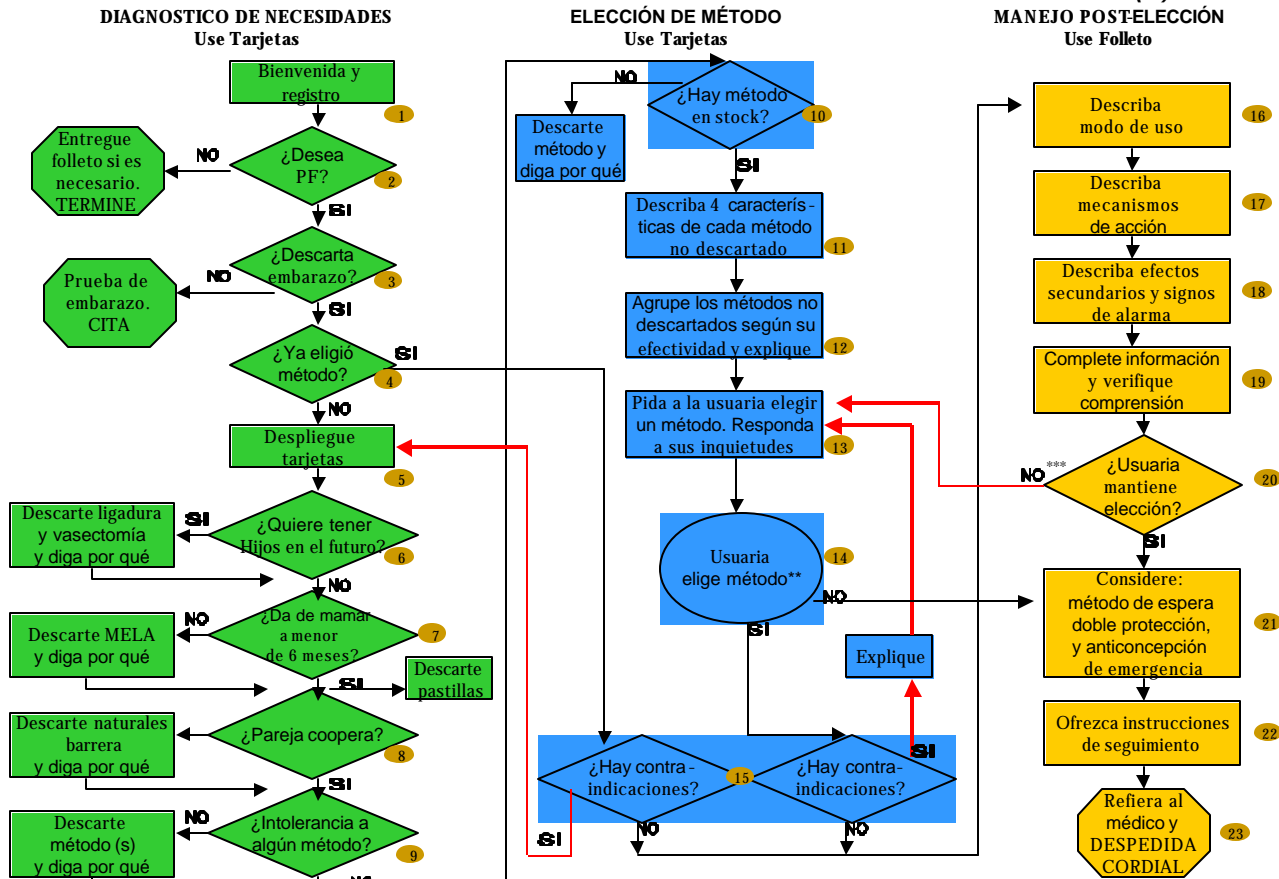 DIAGNOSTICO DE NECESIDADES
Use Tarjetas
Bienvenida y
registro
1
Entregue
folleto si es
necesario.
TERMINE
NO
¿Desea
PF?
2
SI
¿Descarta
embarazo?
3
NO
Prueba de
embarazo.
CITA
SI
¿Ya eligió
método?
4
SI
NO
Despliegue
tarjetas
5
Descarte ligadura
y vasectomía
y diga por qué
SI
¿Quiere tener
Hijos en el futuro?
6
NO
Descarte MELA
y diga por qué
NO
¿Da de mamar
a menor
de 6 meses?
7
SI
Descarte
pastillas
Descarte naturales
barrera
y diga por qué
¿Pareja coopera?
8
SI
Descarte
método (s)
y diga por qué
NO
¿Intolerancia a
algún método?
9
NO
ELECCIÓN DE MÉTODO
Use Tarjetas
NO
¿Hay método
en stock?
10
Descarte
método y
diga por qué
SI
Describa 4 caracterís-
ticas de cada método
no descartado
11
Agrupe los métodos no
descartados según su
efectividad y explique
12
Pida a la usuaria elegir
un método. Responda
a sus inquietudes
13
Usuaria
elige método**
14
NO
SI
Explique
¿Hay contra-
indicaciones?
15
¿Hay contra-
indicaciones?
SI
SI
NO
NO
MANEJO POST-ELECCIÓN
Use Folleto
Describa
modo de uso
16
Describa
mecanismos
de acción
17
Describa efectos
secundarios y signos
de alarma
18
Complete información
y verifique
comprensión
19
NO***
¿Usuaria
mantiene
elección?
20
SI
Considere:
método de espera
doble protección,
y anticoncepción
de emergencia
21
Ofrezca instrucciones
de seguimiento
22
Refiera al
médico y
DESPEDIDA
CORDIAL
23